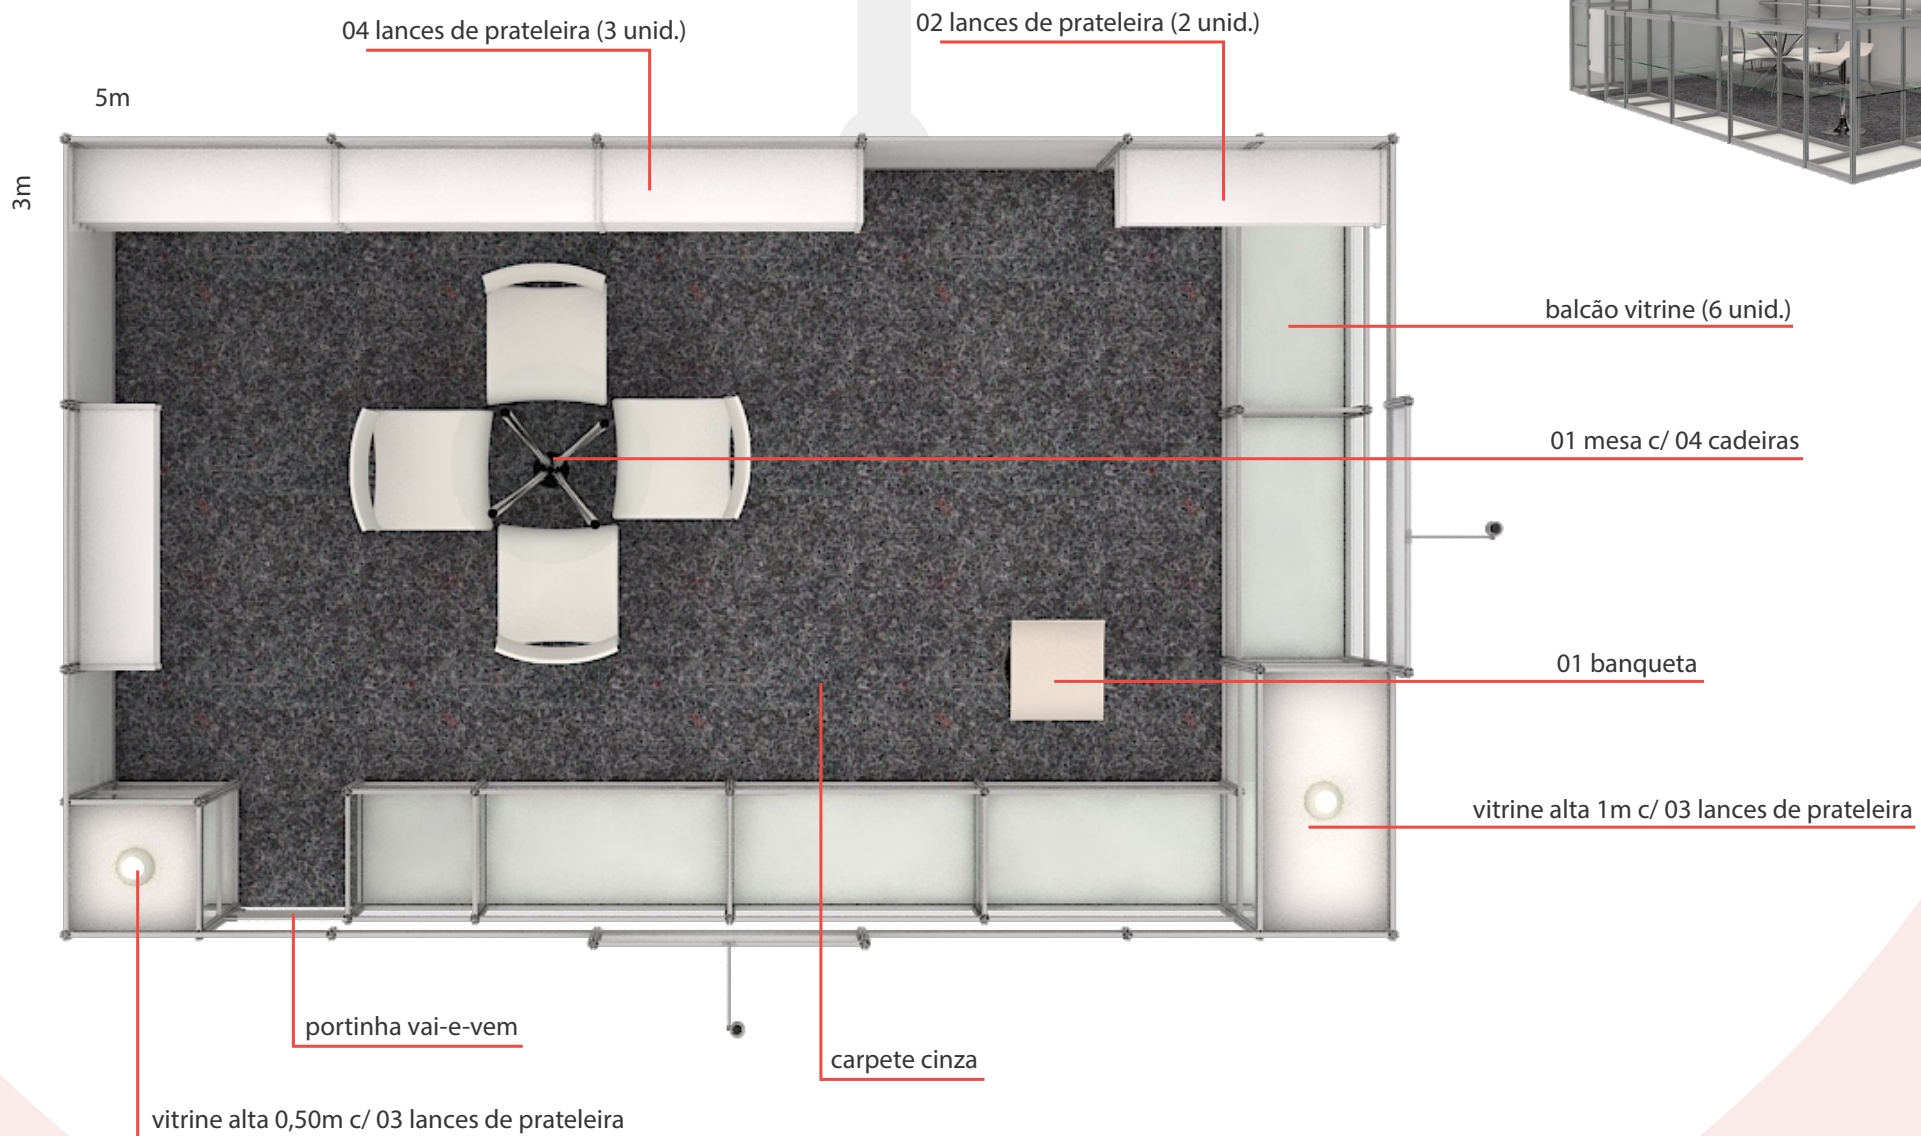 04 lances de prateleira (3 unid.)
02 lances de prateleira (2 unid.)
5m
3m
balcão vitrine (6 unid.)
01 mesa c/ 04 cadeiras
01 banqueta
vitrine alta 1m c/ 03 lances de prateleira
portinha vai-e-vem
carpete cinza
vitrine alta 0,50m c/ 03 lances de prateleira